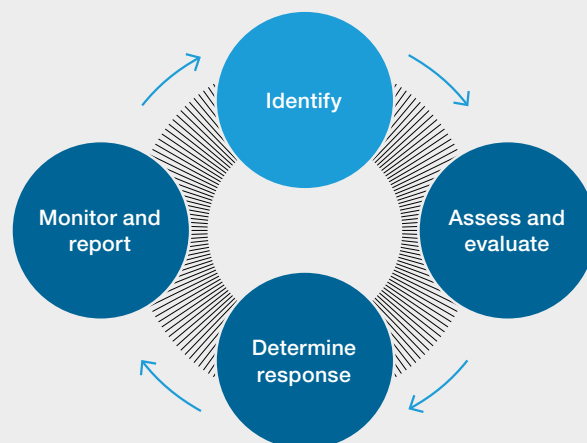 Identify
Assess and
evaluate
Determine
response
Monitor and
report